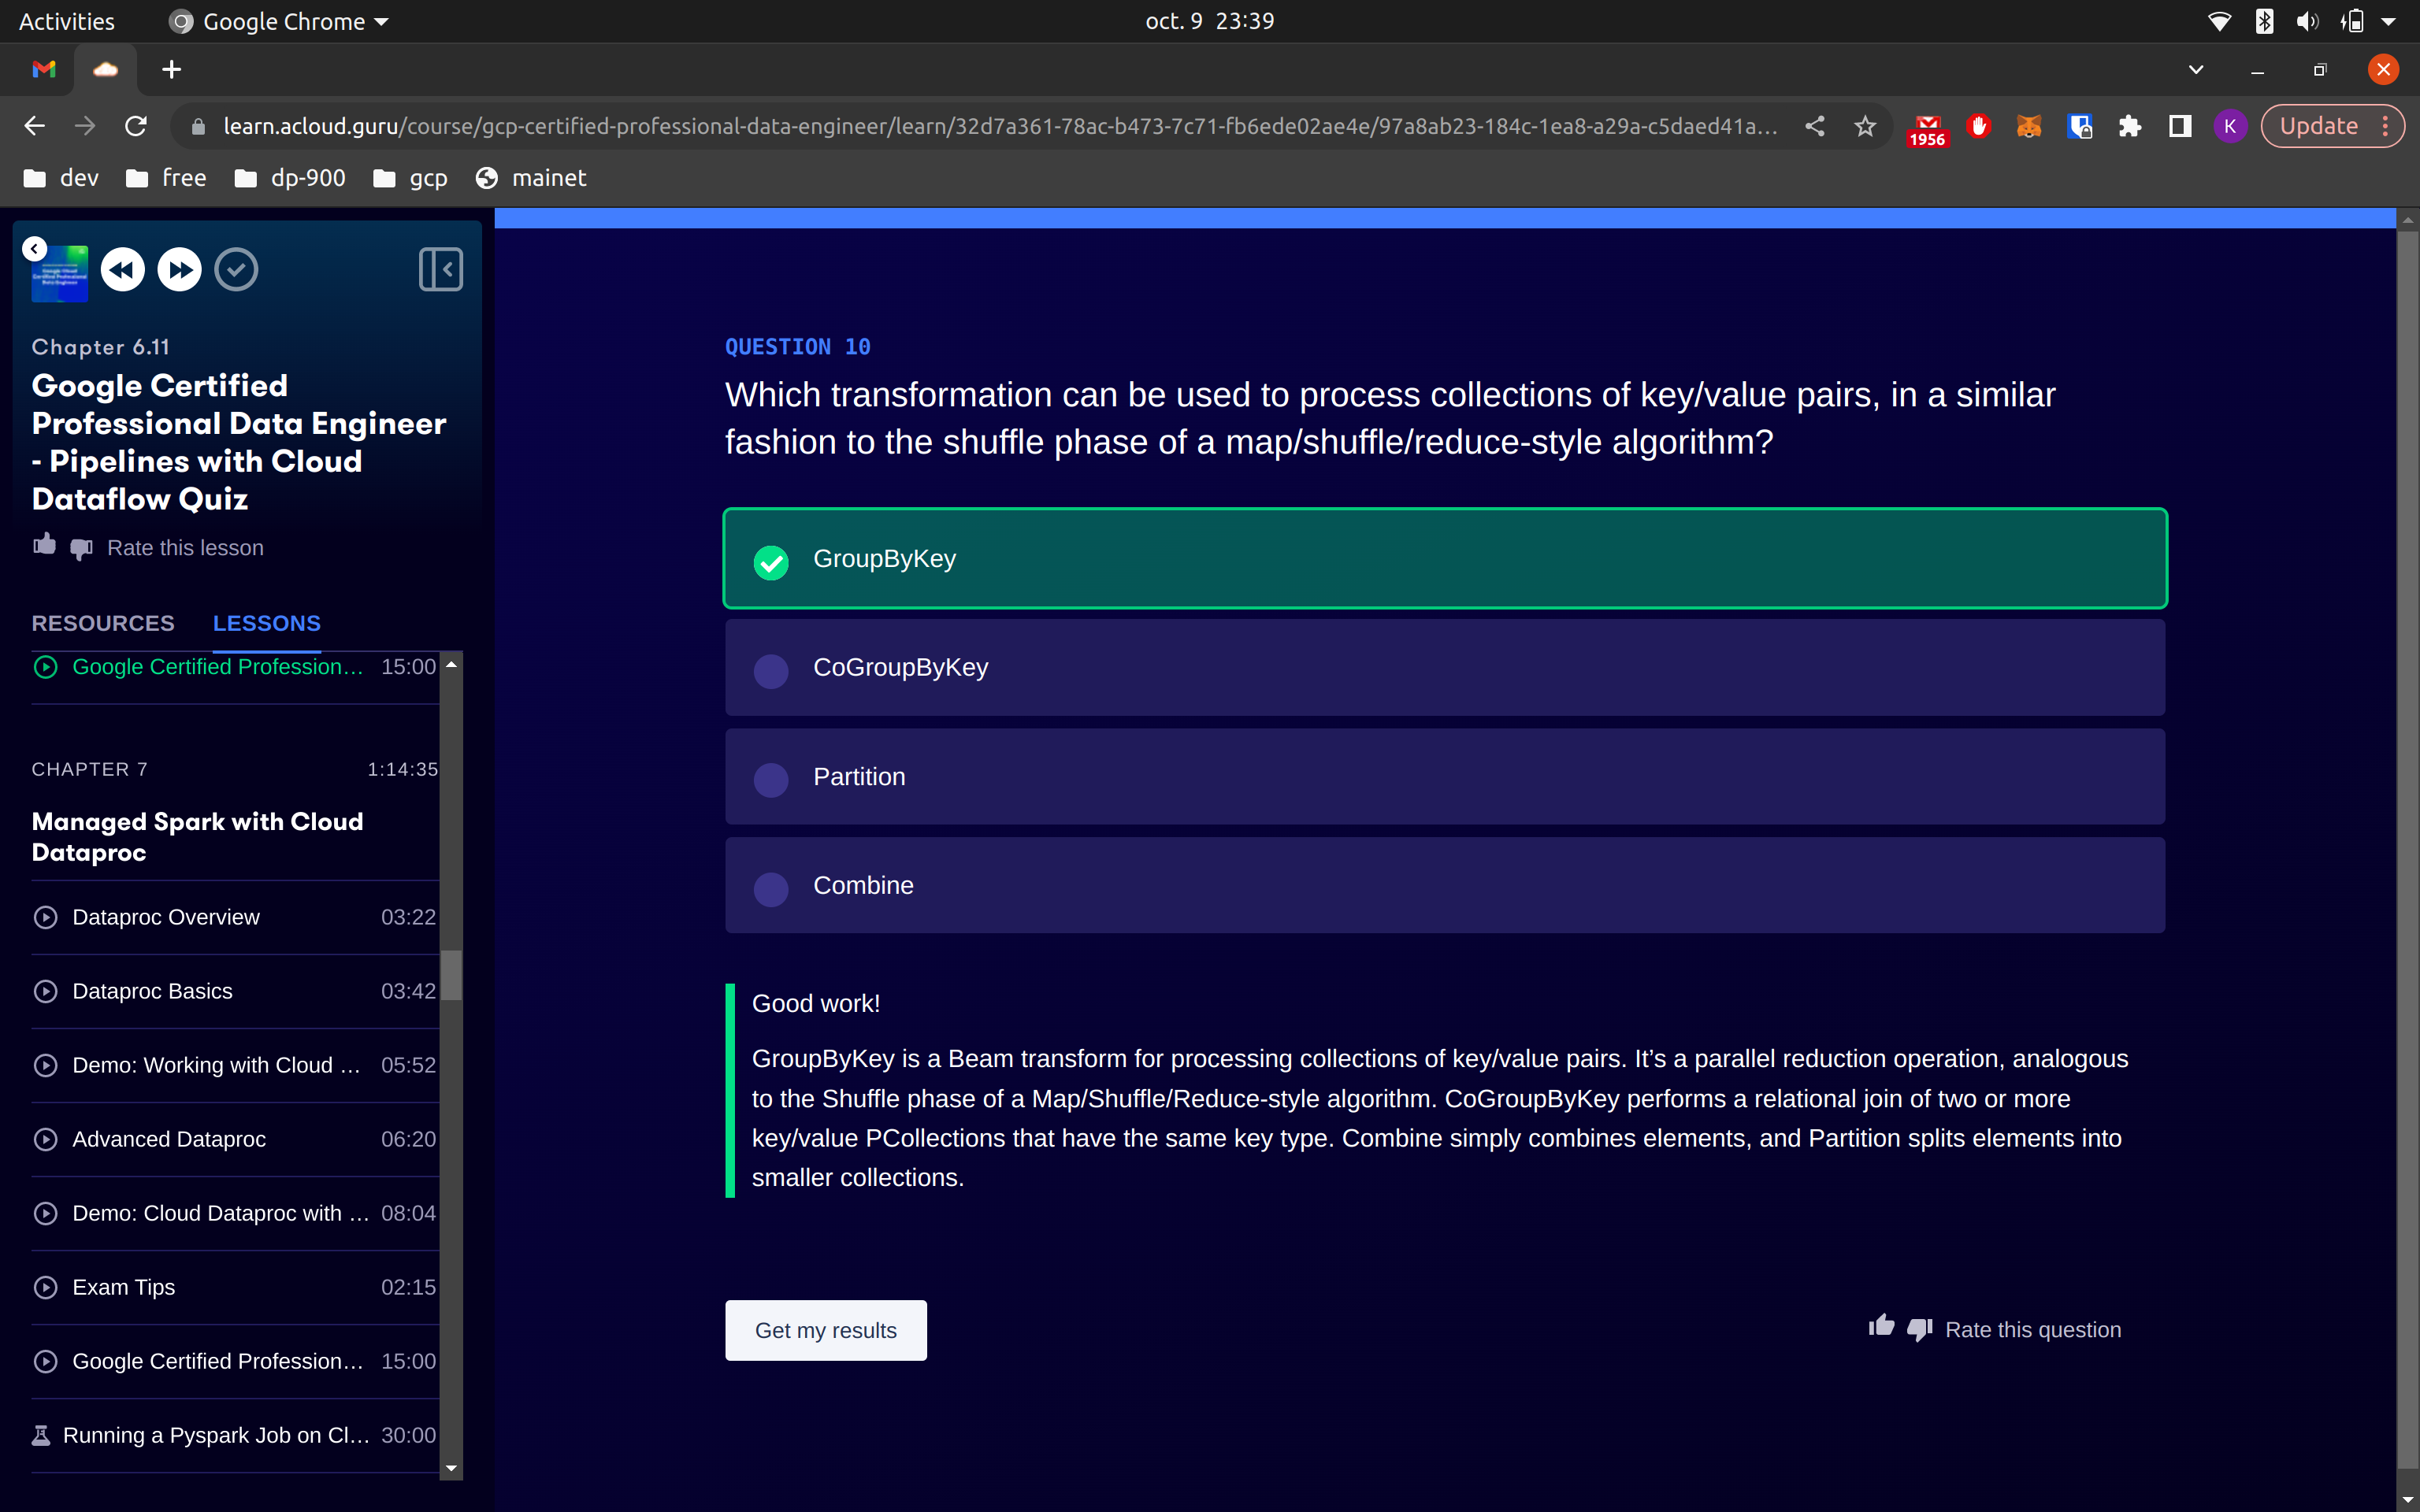 Activities
Google Chrome
oct. 9 23:39
learn.acloud.guru/course/gcp-certified-professional-data-engineer/learn/32d7a361-78ac-b473-7c71-fb6ede02ae4e/97a8ab23-184c-1ea8-a29a-c5daed41a...
1956
K
Update
dev
free
dp-900
gcp
mainet
Chapter 6.11
Google Certified
Professional Data Engineer
- Pipelines with Cloud
Dataflow Quiz
Rate this lesson
RESOURCES
LESSONS
Google Certified Profession... 15:00
CHAPTER 7 1:14:35
Managed Spark with Cloud
Dataproc
Dataproc Overview 03:22
Dataproc Basics 03:42
Demo: Working with Cloud ... 05:52
Advanced Dataproc 06:20
Demo: Cloud Dataproc with ... 08:04
Exam Tips 02:15
Google Certified Profession... 15:00
Running a Pyspark Job on Cl... 30:00
QUESTION 10
Which transformation can be used to process collections of key/value pairs, in a similar
fashion to the shuffle phase of a map/shuffle/reduce-style algorithm?
GroupByKey
CoGroupByKey
Partition
Combine
Good work!
GroupByKey is a Beam transform for processing collections of key/value pairs. It’s a parallel reduction operation, analogous
to the Shuffle phase of a Map/Shuffle/Reduce-style algorithm. CoGroupByKey performs a relational join of two or more
key/value PCollections that have the same key type. Combine simply combines elements, and Partition splits elements into
smaller collections.
Get my results
Rate this question